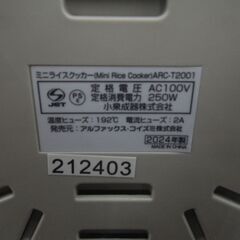 ミニライスクッカー(Mini Rice Cooker)ARC-T2001
JET
PS E
定格電圧 AC100V
定格消費電力 250W
小泉成器株式会社
温度ヒューズ:192℃ 電流ヒューズ:2A
発売元:アルファックス・コイズミ株式会社
2024年製
MADE IN CHINA
212403